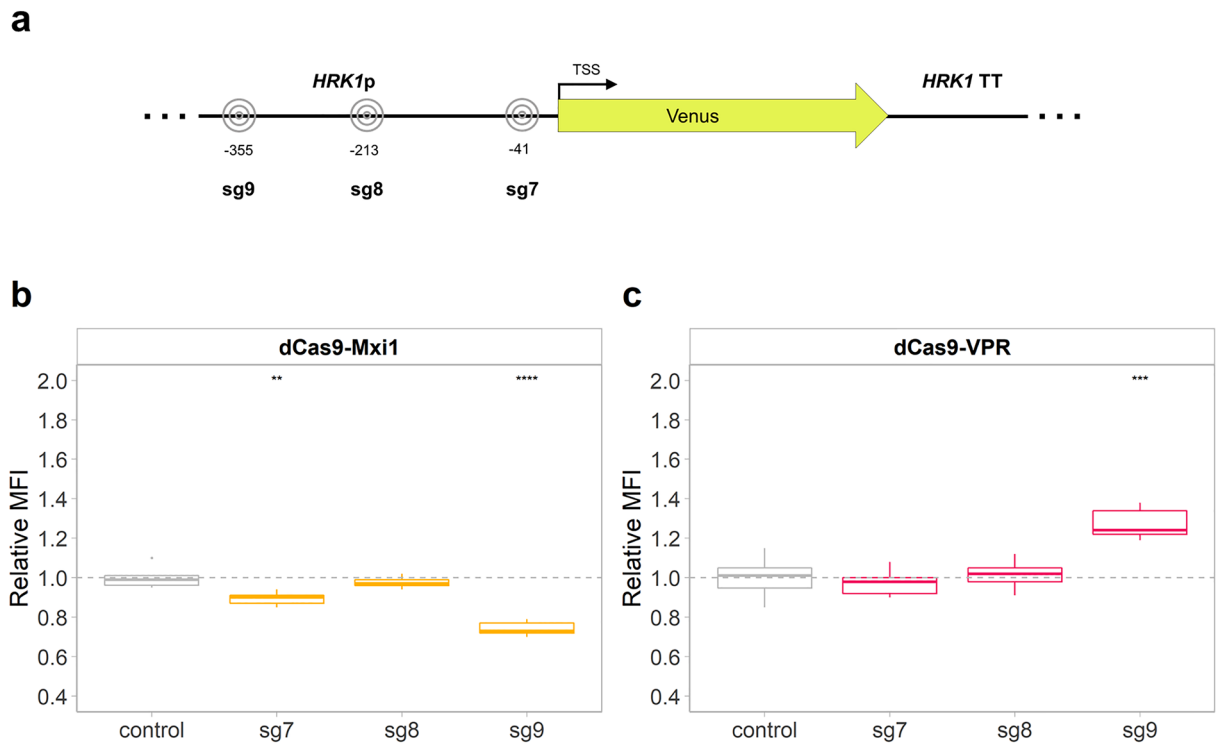 a
TSS
HRK1p
HRK1 TT
Venus
-355
-213
-41
sg9
sg8
sg7
b
c
dCas9-Mxi1
dCas9-VPR
**
****
***
2.0
1.8
1.6
1.4
1.2
1.0
0.8
0.6
0.4
Relative MFI
control
sg7
sg8
sg9
2.0
1.8
1.6
1.4
1.2
1.0
0.8
0.6
0.4
Relative MFI
control
sg7
sg8
sg9